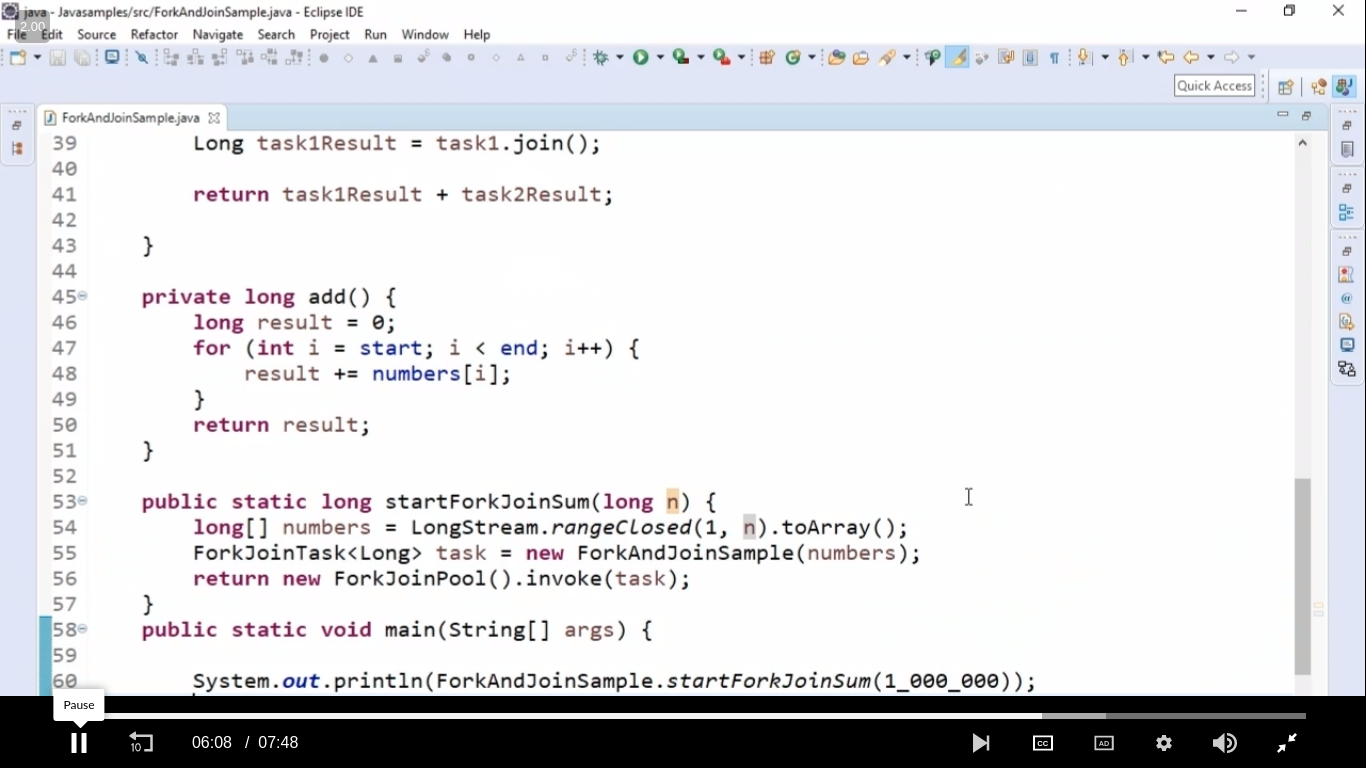 java - Javasamples/src/ForkAndJoinSample.java - Eclipse IDE
2.00
File Edit Source Refactor Navigate Search Project Run Window Help
Quick Access
ForkAndJoinSample.java
39 Long task1Result = task1.join();
40
41 return task1Result + task2Result;
42
43 }
44
45 private long add() {
46 long result = 0;
47 for (int i = start; i < end; i++) {
48 result += numbers[i];
49 }
50 return result;
51 }
52
53 public static long startForkJoinSum(long n) {
54 long[] numbers = LongStream.rangeClosed(1, n).toArray();
55 ForkJoinTask<Long> task = new ForkAndJoinSample(numbers);
56 return new ForkJoinPool().invoke(task);
57 }
58 public static void main(String[] args) {
59
60 System.out.println(ForkAndJoinSample.startForkJoinSum(1_000_000));
Pause
10 06:08 / 07:48 CC AD